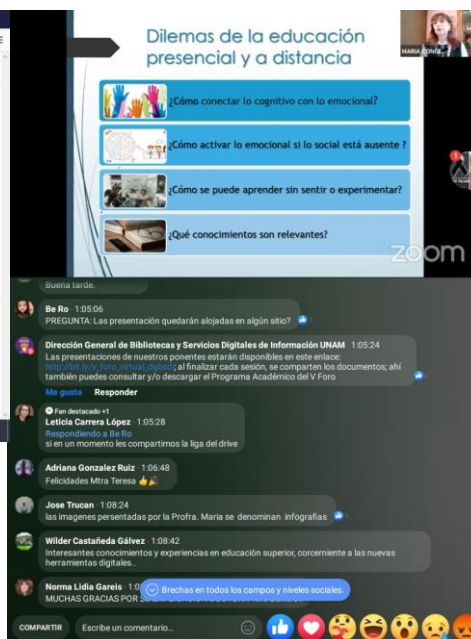 Dilemas de la educación
presencial y a distancia
MARIA CONDE
¿Cómo conectar lo cognitivo con lo emocional?
¿Cómo activar lo emocional si lo social está ausente ?
¿Cómo se puede aprender sin sentir o experimentar?
¿Qué conocimientos son relevantes?
zoom
Buena tarde.
Be Ro 1:05:06
PREGUNTA: Las presentación quedarán alojadas en algún sitio?
Dirección General de Bibliotecas y Servicios Digitales de Información UNAM 1:05:24
Las presentaciones de nuestros ponentes estarán disponibles en este enlace:
al finalizar cada sesión, se comparten los documentos; ahí
también puedes consultar y/o descargar el Programa Académico del V Foro
Me gusta Responder
Fan destacado +1
Leticia Carrera López 1:05:28
Respondiendo a Be Ro
si en un momento les compartimos la liga del drive
Adriana Gonzalez Ruiz 1:06:48
Felicidades Mtra Teresa
Jose Trucan 1:08:24
las imagenes persentadas por la Profra. Maria se denominan infografias
Wilder Castañeda Gálvez 1:08:42
Interesantes conocimientos y experiencias en educación superior, concerniente a las nuevas
herramientas digitales..
Norma Lidia Gareis
Brechas en todos los campos y niveles sociales.
MUCHAS GRACIAS POR
COMPARTIR Escribe un comentario...